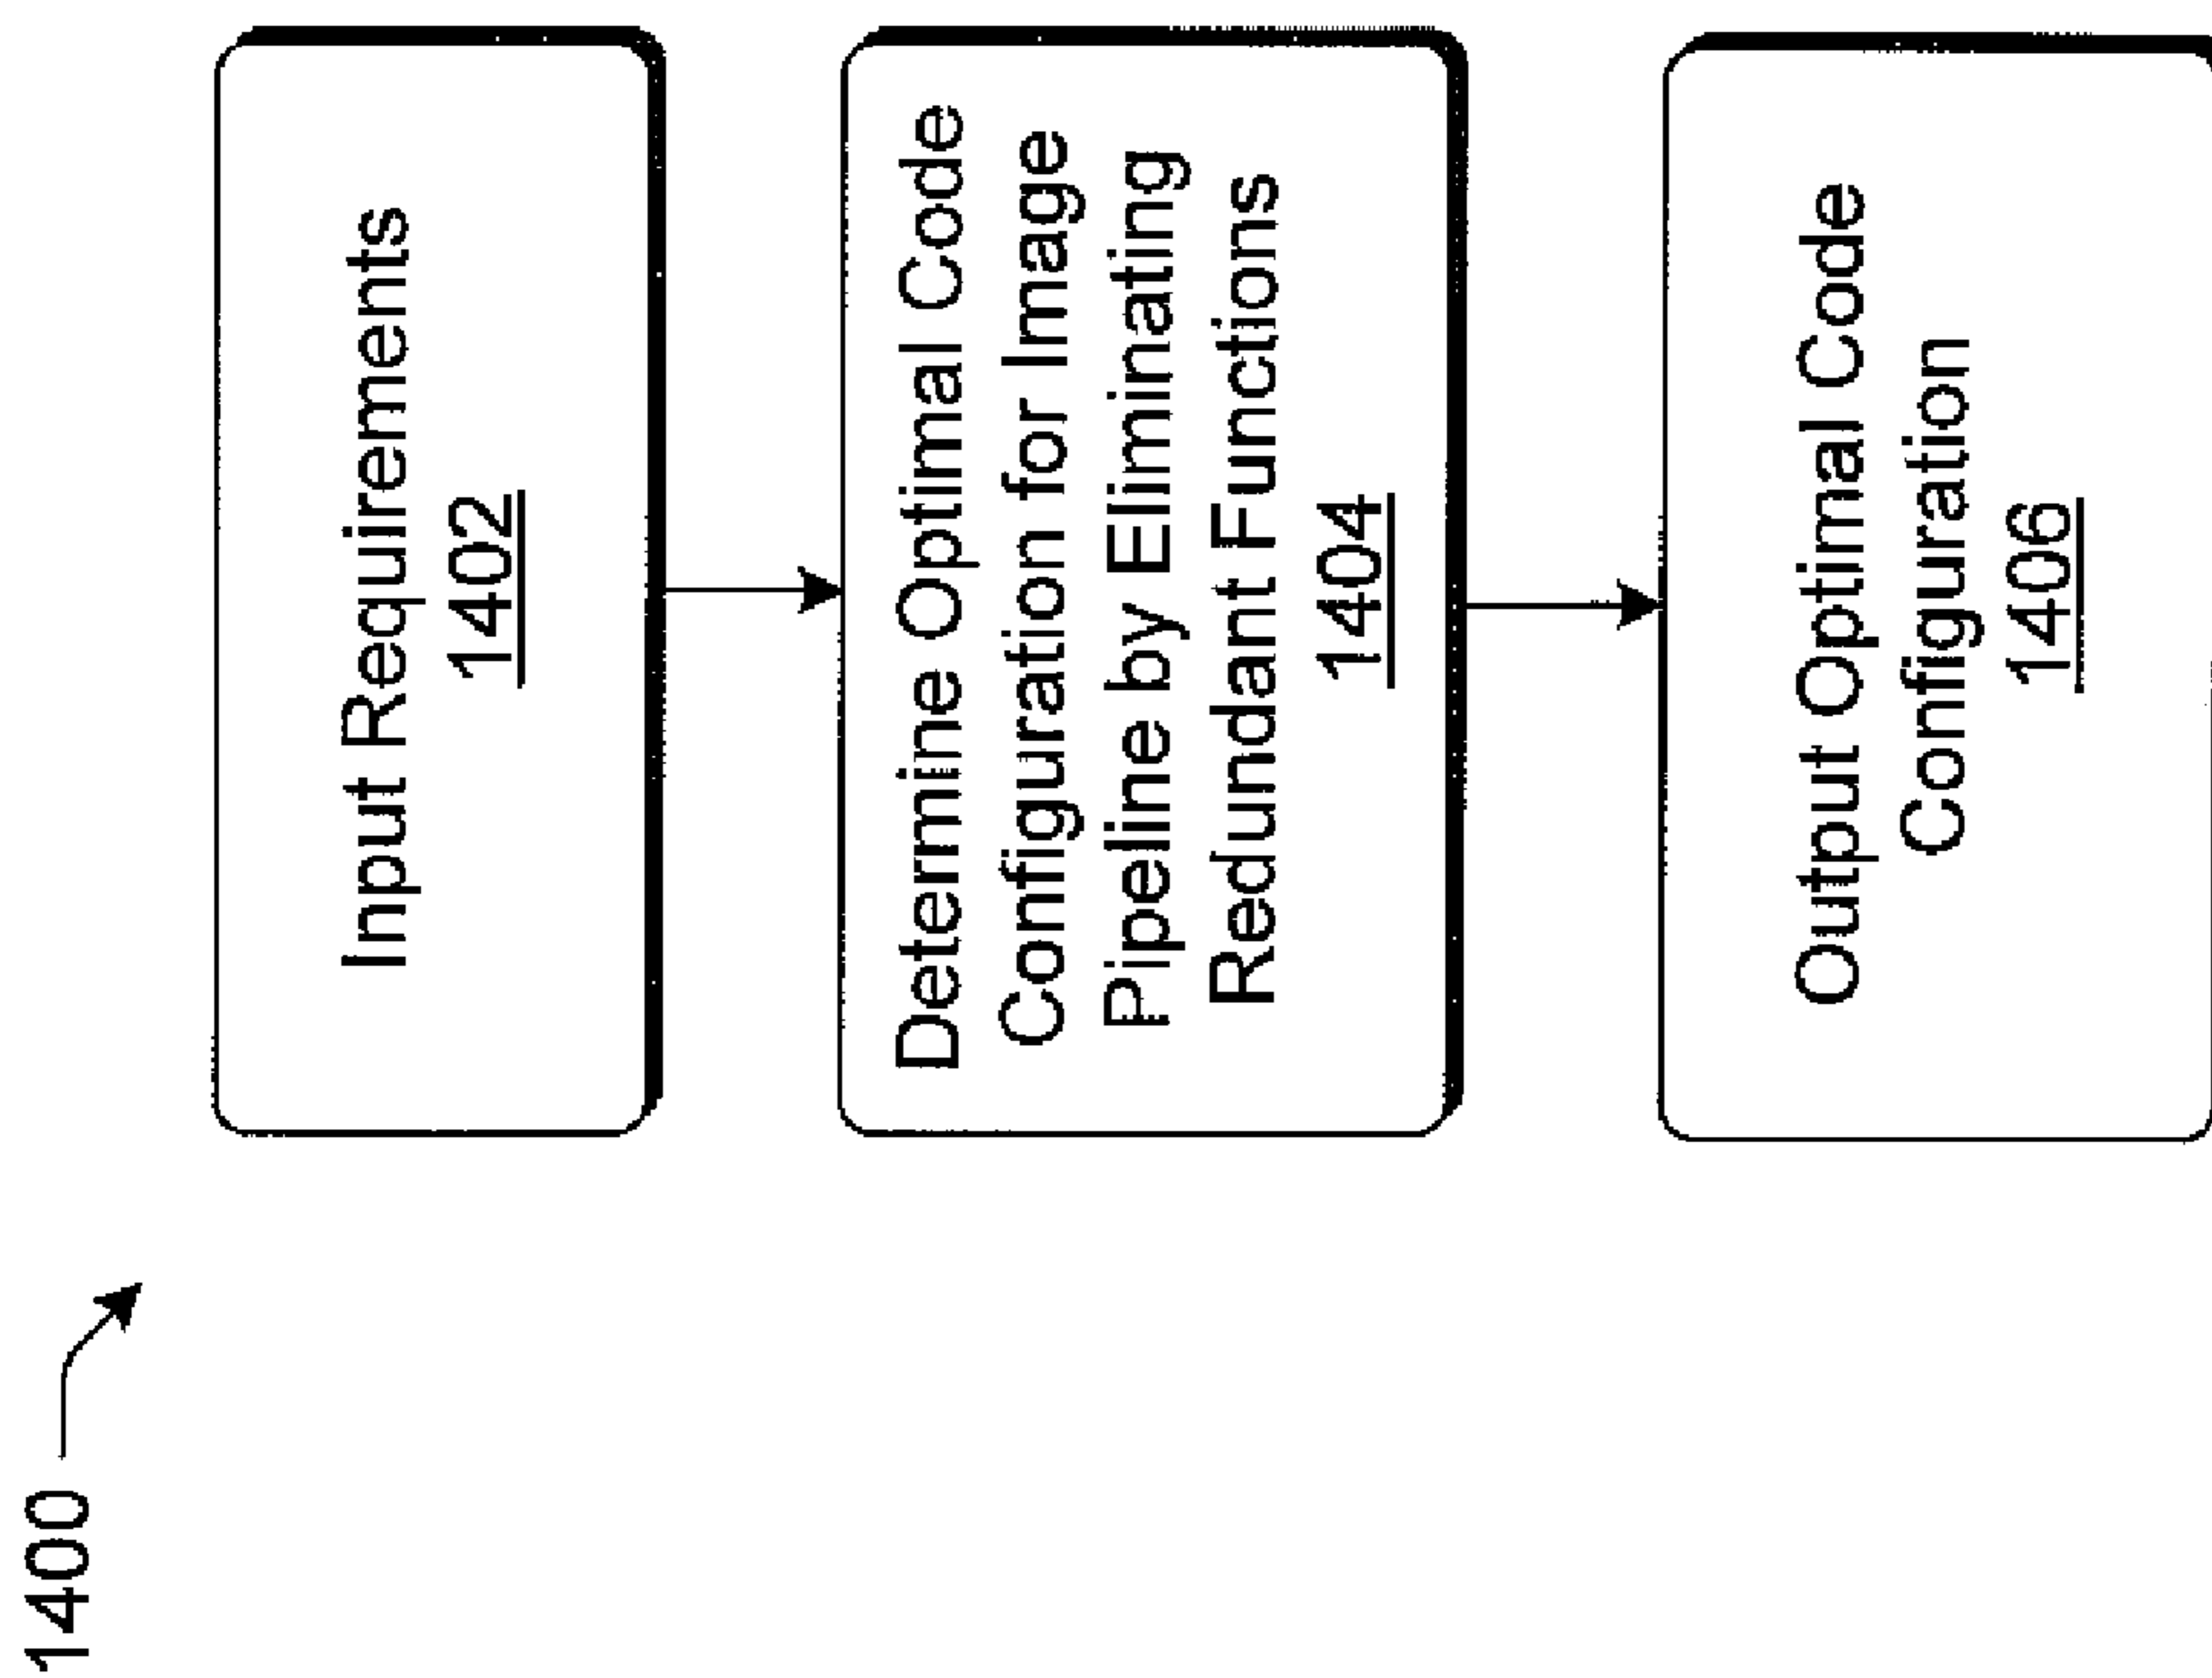 1400
Input Requirements
1402
Determine Optimal Code
Configuration for Image
Pipeline by Eliminating
Redundant Functions
1404
Output Optimal Code
Configuration
1406